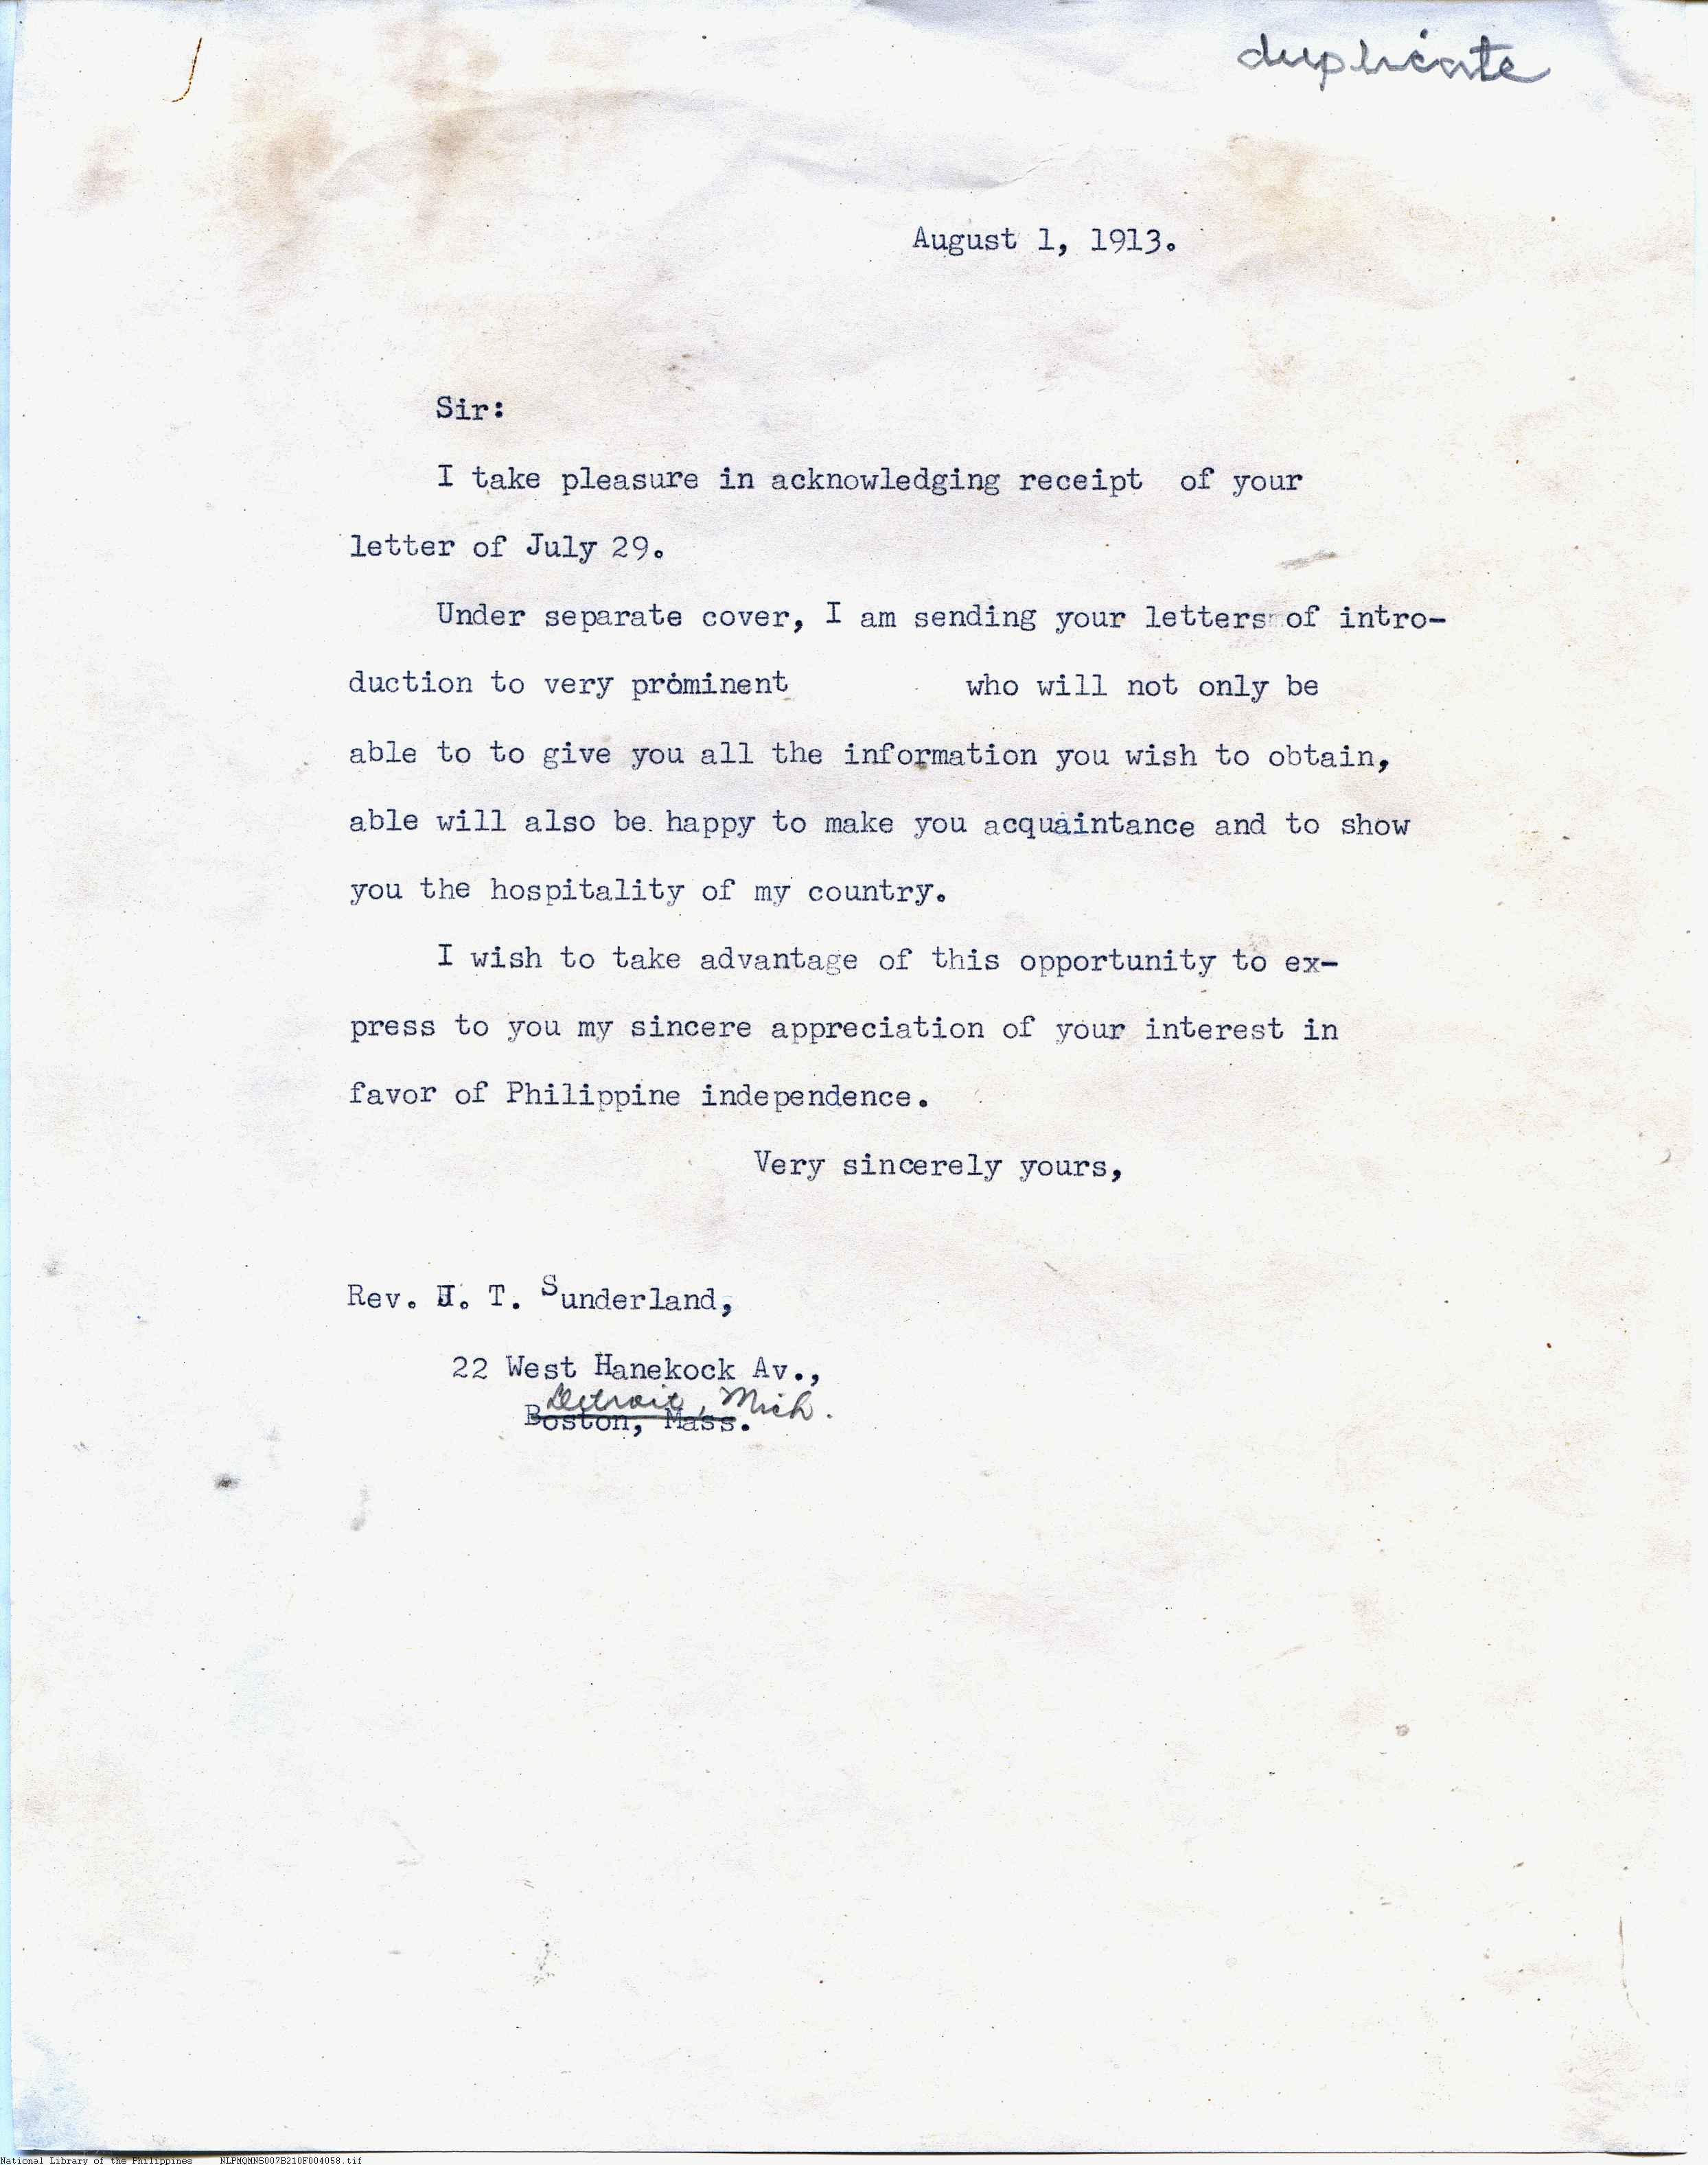 duplicate
August 1, 1913.
Sir:
I take pleasure in acknowledging receipt of your
letter of July 29.
Under separate cover, I am sending your letters of intro-
duction to very prominent who will not only be
able to to give you all the information you wish to obtain,
able will also be happy to make you acquaintance and to show
you the hospitality of my country.
I wish to take advantage of this opportunity to ex-
press to you my sincere appreciation of your interest in
favor of Philippine independence.
Very sincerely yours,
Rev. J. T. Sunderland,
22 West Hanekock Av.,
Detroit, Mich.
Boston, Mass.
National Library of the Philippines NLPMQMNS007B210F004058.tif